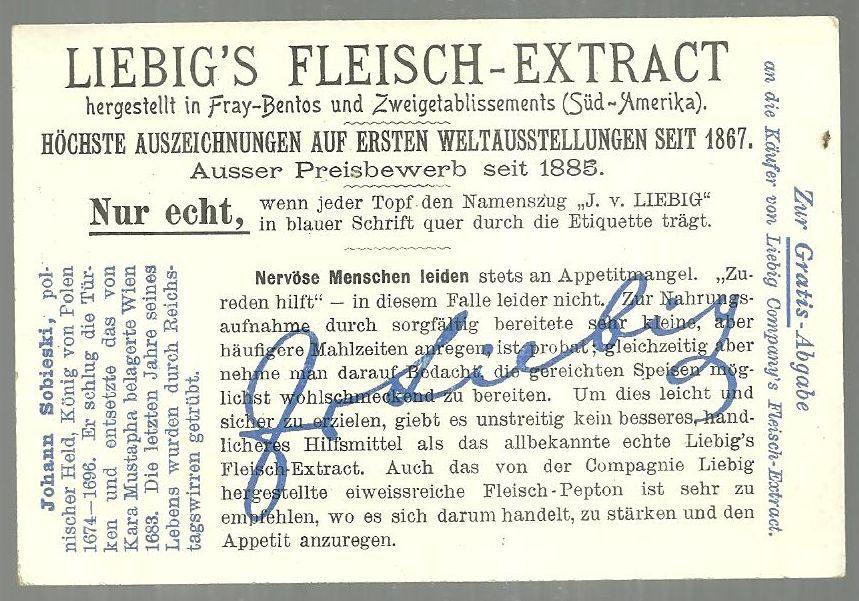 LIEBIG'S FLEISCH-EXTRACT
hergestellt in Fray-Bentos und Zweigetablissements (Süd-Amerika).
HÖCHSTE AUSZEICHNUNGEN AUF ERSTEN WELTAUSSTELLUNGEN SEIT 1867.
Ausser Preisbewerb seit 1885.
Nur echt,
wenn jeder Topf den Namenszug „J. v. LIEBIG“
in blauer Schrift quer durch die Etiquette trägt.
Nervöse Menschen leiden stets an Appetitmangel. „Zu-
reden hilft“ — in diesem Falle leider nicht. Zur Nahrungs-
aufnahme durch sorgfältig bereitete sehr kleine, aber
häufigere Mahlzeiten anregen ist probat; gleichzeitig aber
nehme man darauf Bedacht, die gereichten Speisen mög-
lichst wohlschmeckend zu bereiten. Um dies leicht und
sicher zu erzielen, giebt es unstreitig kein besseres, hand-
licheres Hilfsmittel als das allbekannte echte Liebig's
Fleisch-Extract. Auch das von der Compagnie Liebig
hergestellte eiweissreiche Fleisch-Pepton ist sehr zu
empfehlen, wo es sich darum handelt, zu stärken und den
Appetit anzuregen.
JvLiebig
Johann Sobieski, pol-
nischer Held, König von Polen
1674—1696. Er schlug die Tür-
ken und entsetzte das von
Kara Mustapha belagerte Wien
1683. Die letzten Jahre seines
Lebens wurden durch Reichs-
tagswirren getrübt.
Zur Gratis-Abgabe
an die Käufer von Liebig Company's Fleisch-Extract.